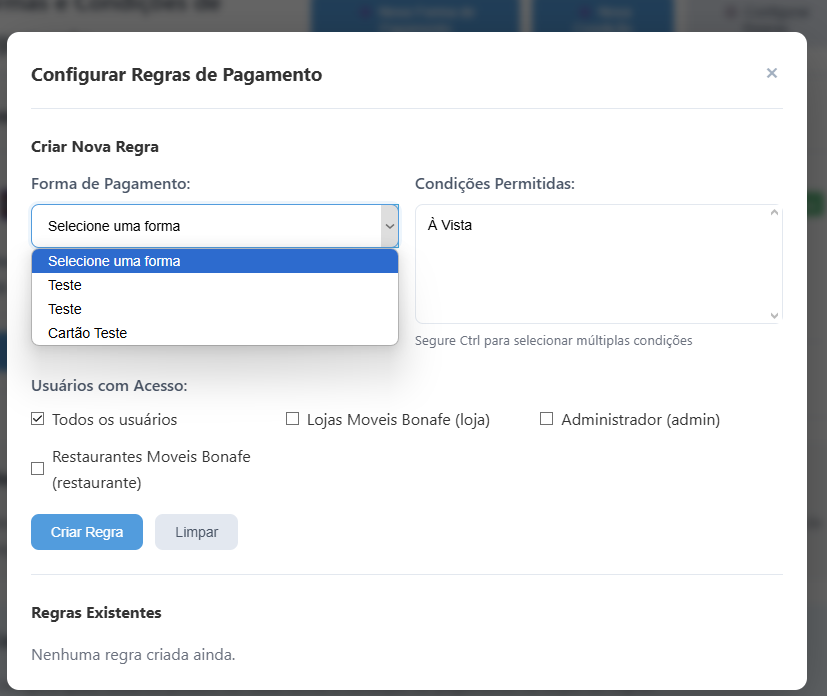 Configurar Regras de Pagamento
×
Criar Nova Regra
Forma de Pagamento:
Condições Permitidas:
Selecione uma forma
À Vista
Selecione uma forma
Teste
Teste
Cartão Teste
Segure Ctrl para selecionar múltiplas condições
Usuários com Acesso:
Todos os usuários
Lojas Moveis Bonafe (loja)
Administrador (admin)
Restaurantes Moveis Bonafe
(restaurante)
Criar Regra
Limpar
Regras Existentes
Nenhuma regra criada ainda.